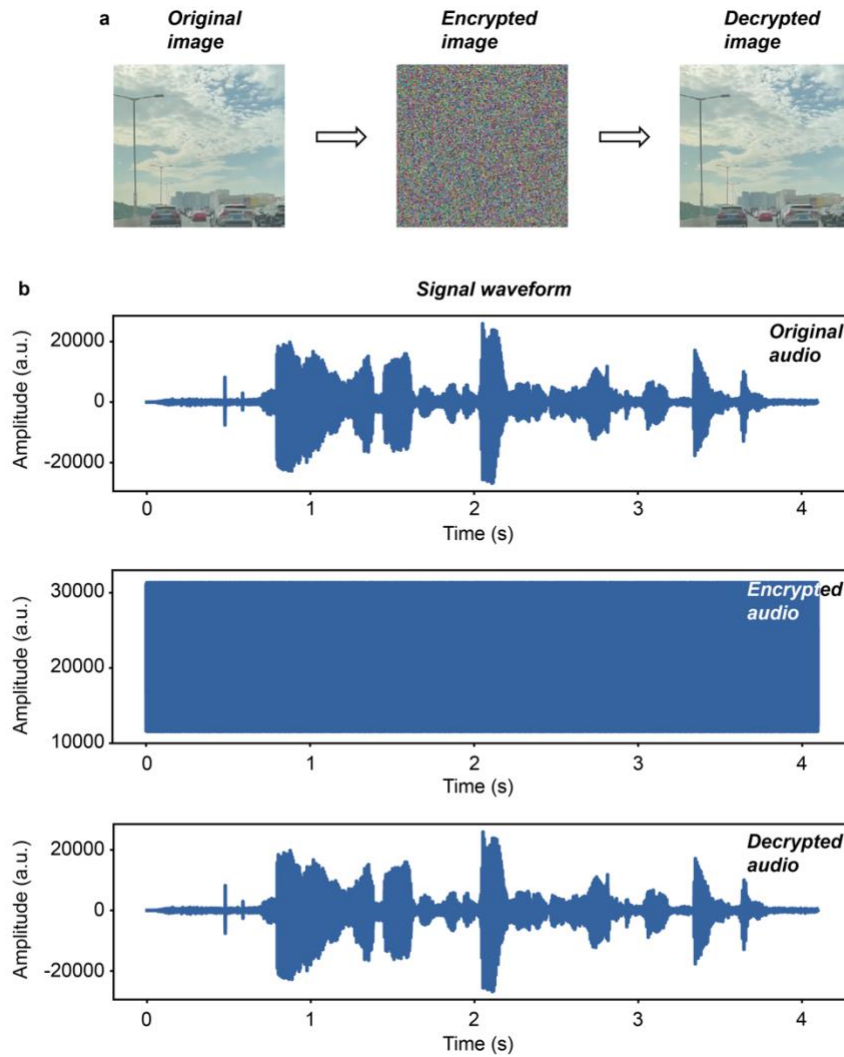 a
Original
image
Encrypted
image
Decrypted
image
b
Signal waveform
Original
audio
20000
0
-20000
Amplitude (a.u.)
0 1 2 3 4
Time (s)
Encrypted
audio
30000
20000
10000
Amplitude (a.u.)
0 1 2 3 4
Time (s)
Decrypted
audio
20000
0
-20000
Amplitude (a.u.)
0 1 2 3 4
Time (s)